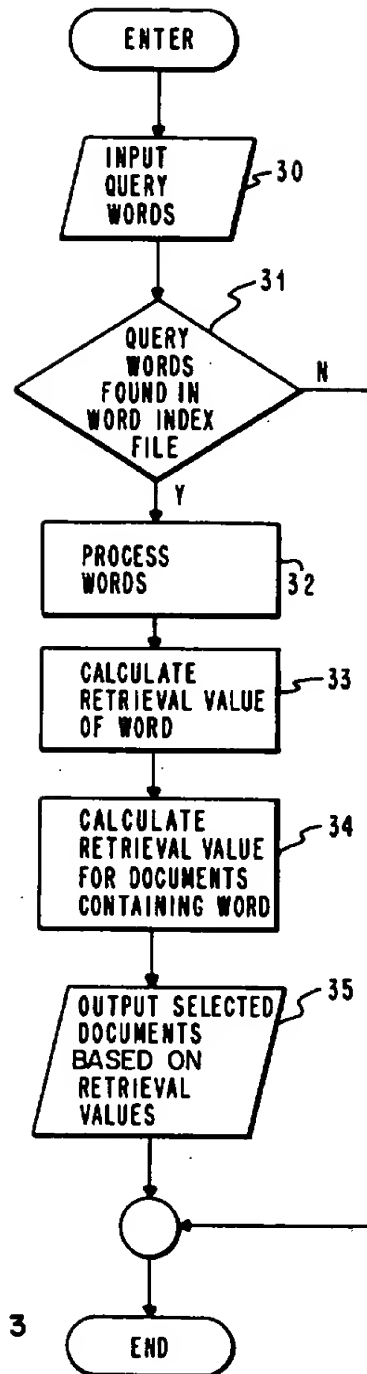 ENTER
INPUT
QUERY
WORDS
30
31
QUERY
WORDS
FOUND IN
WORD INDEX
FILE
N
Y
PROCESS
WORDS
32
CALCULATE
RETRIEVAL VALUE
OF WORD
33
CALCULATE
RETRIEVAL VALUE
FOR DOCUMENTS
CONTAINING WORD
34
OUTPUT SELECTED
DOCUMENTS
BASED ON
RETRIEVAL
VALUES
35
3
END